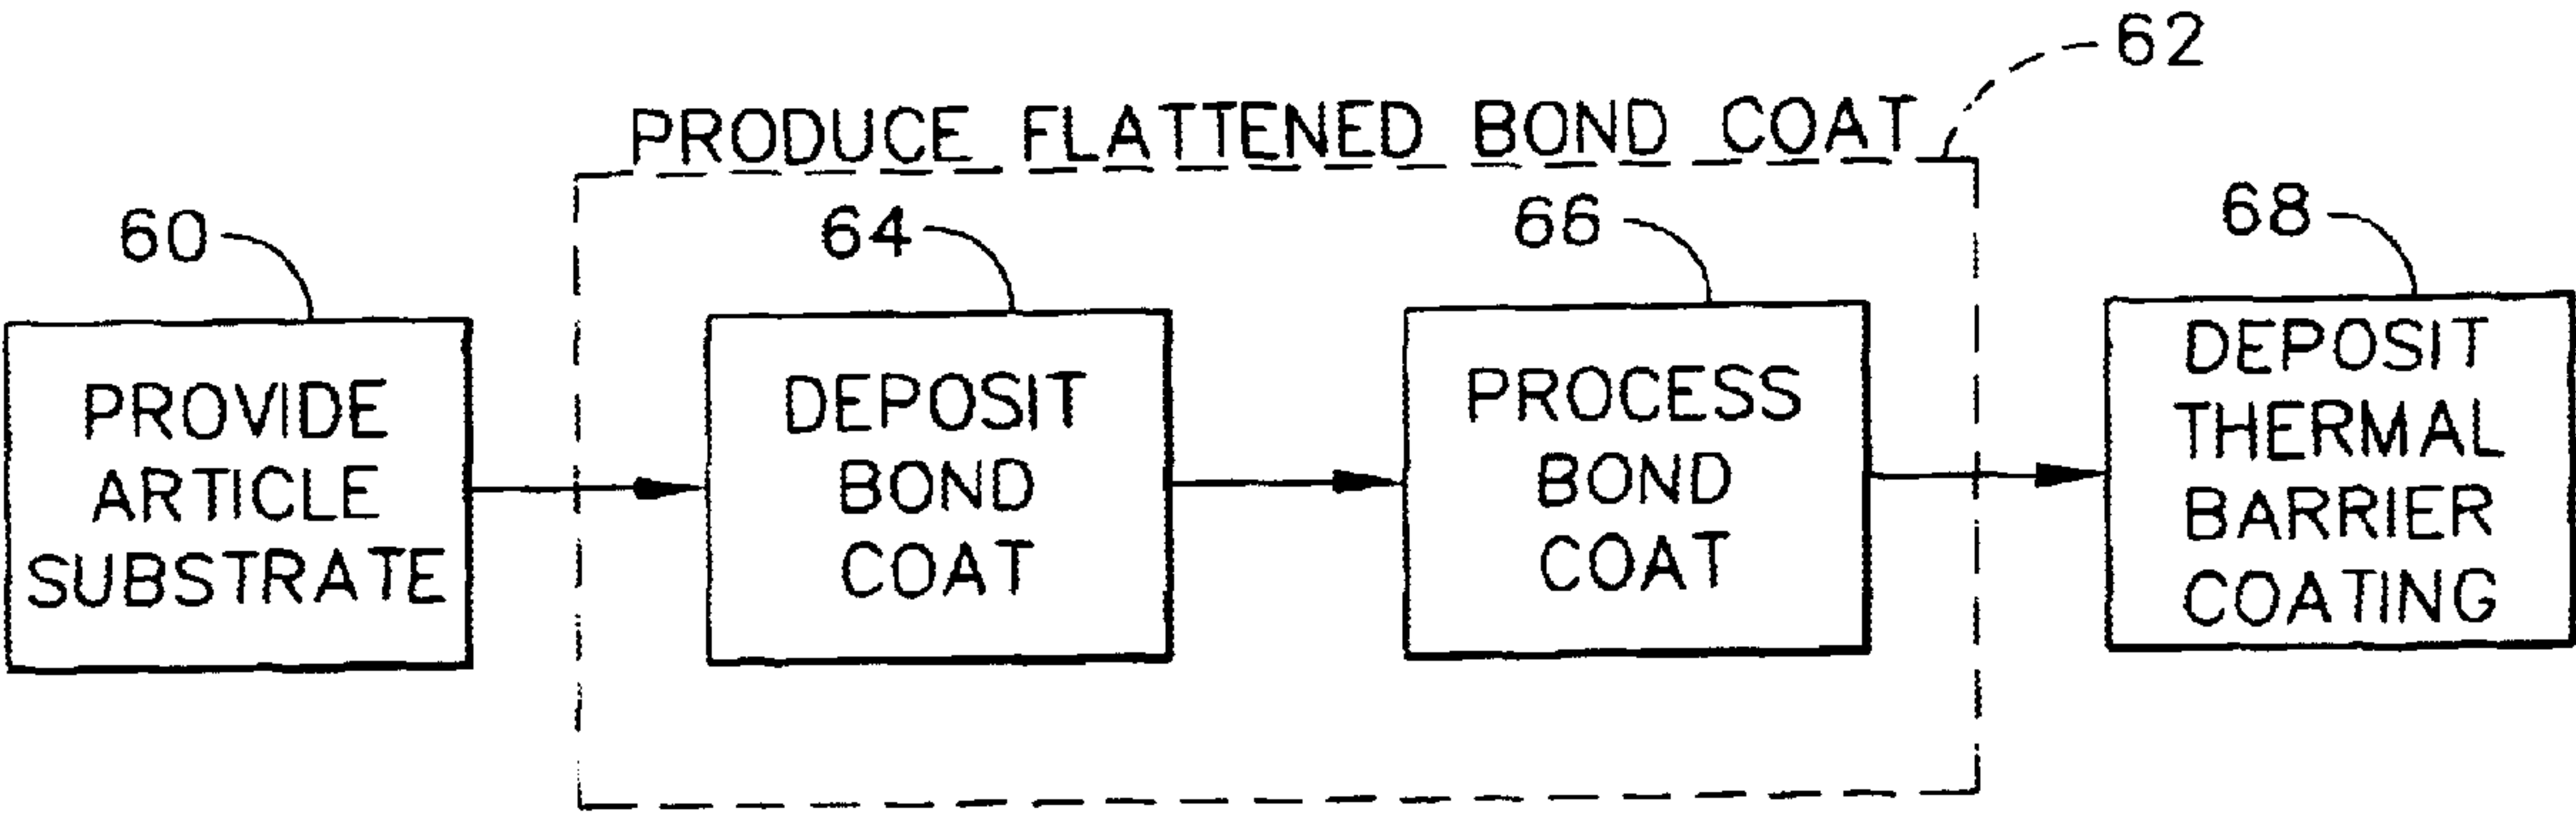 62
PRODUCE FLATTENED BOND COAT
60
64
66
68
PROVIDE
ARTICLE
SUBSTRATE
DEPOSIT
BOND
COAT
PROCESS
BOND
COAT
DEPOSIT
THERMAL
BARRIER
COATING